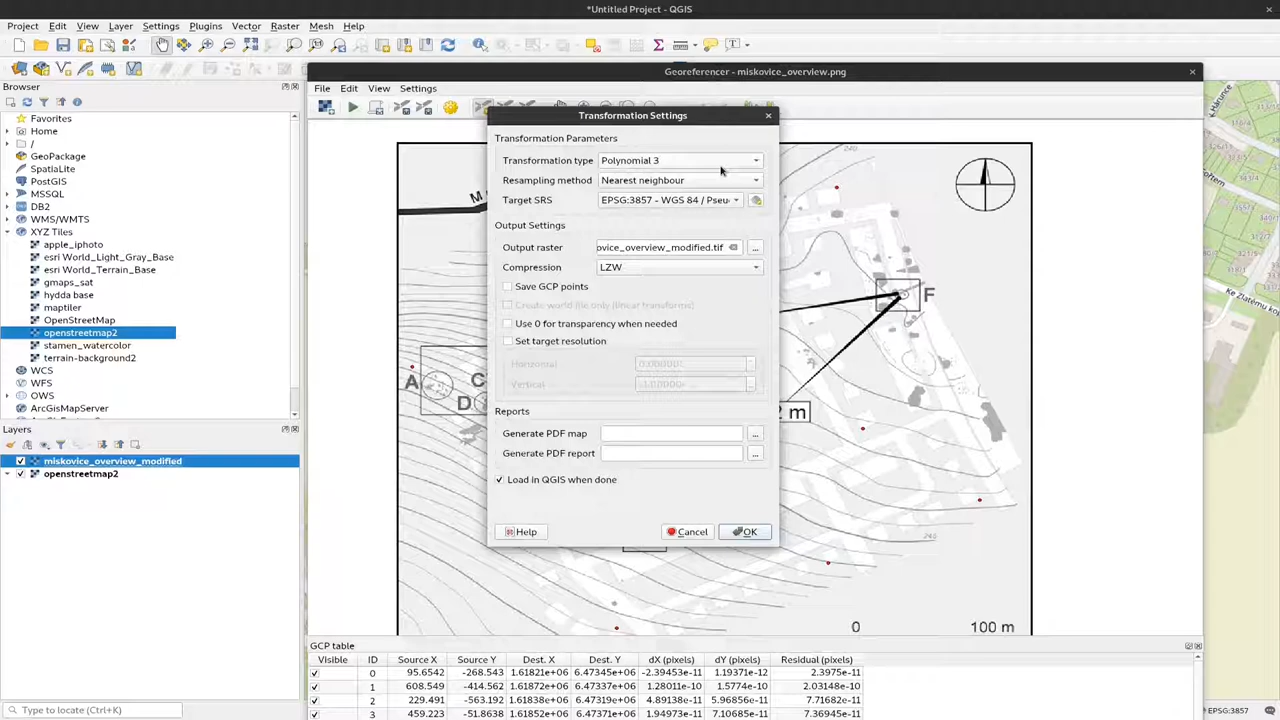 *Untitled Project - QGIS
Project Edit View Layer Settings Plugins Vector Raster Mesh Help
Browser
Favorites
Home
/
GeoPackage
SpatiaLite
PostGIS
MSSQL
DB2
WMS/WMTS
XYZ Tiles
apple_iphoto
esri World_Light_Gray_Base
esri World_Terrain_Base
gmaps_sat
hydda base
maptiler
OpenStreetMap
openstreetmap2
stamen_watercolor
terrain-background2
WCS
WFS
OWS
ArcGisMapServer
Layers
miskovice_overview_modified
openstreetmap2
Type to locate (Ctrl+K)
Georeferencer - miskovice_overview.png
File Edit View Settings
Transformation Settings
Transformation Parameters
Transformation type Polynomial 3
Resampling method Nearest neighbour
Target SRS EPSG:3857 - WGS 84 / Pseu
Output Settings
Output raster ovice_overview_modified.tif ...
Compression LZW
Save GCP points
Create world file only (linear transforms)
Use 0 for transparency when needed
Set target resolution
Horizontal
Vertical
Reports
Generate PDF map ...
Generate PDF report ...
Load in QGIS when done
Help Cancel OK
M
240
F
A
C
D
2 m
245
0 100 m
GCP table
Visible ID Source X Source Y Dest. X Dest. Y dX (pixels) dY (pixels) Residual (pixels)
0 95.6542 -268.543 1.61821e+06 6.47345e+06 -2.39453e-11 1.19371e-12 2.3975e-11
1 608.549 -414.562 1.61872e+06 6.47337e+06 1.28011e-10 1.5774e-10 2.03148e-10
2 229.491 -563.192 1.61838e+06 6.47319e+06 4.89138e-11 5.96856e-11 7.71682e-11
3 459.223 -51.8638 1.61852e+06 6.47371e+06 1.94973e-11 7.10685e-11 7.36945e-11
Hárunce
314/4
310/3
Ke Zlatému
EPSG:3857